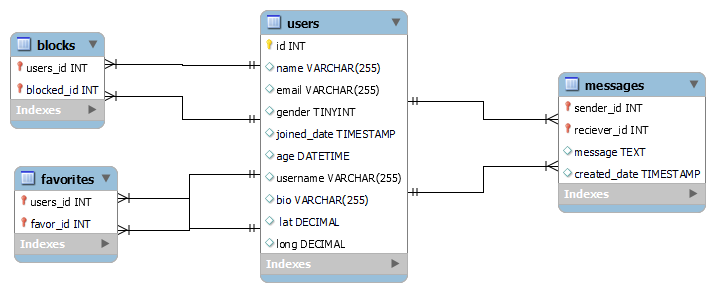 blocks
users_id INT
blocked_id INT
Indexes
favorites
users_id INT
favor_id INT
Indexes
users
id INT
name VARCHAR(255)
email VARCHAR(255)
gender TINYINT
joined_date TIMESTAMP
age DATETIME
username VARCHAR(255)
bio VARCHAR(255)
lat DECIMAL
long DECIMAL
Indexes
messages
sender_id INT
reciever_id INT
message TEXT
created_date TIMESTAMP
Indexes